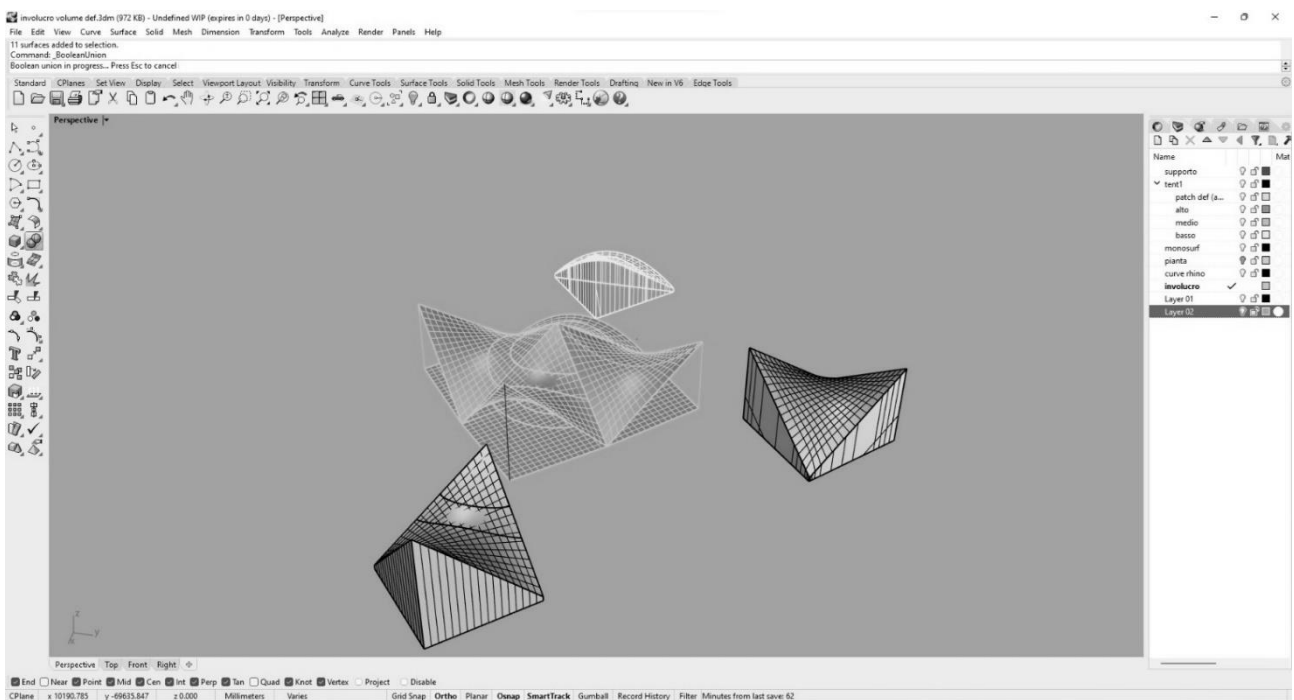 involucro volume def.3dm (972 KB) - Undefined WIP (expires in 0 days) - [Perspective]
File Edit View Curve Surface Solid Mesh Dimension Transform Tools Analyze Render Panels Help
11 surfaces added to selection.
Command: _BooleanUnion
Boolean union in progress... Press Esc to cancel
Standard CPlanes Set View Display Select Viewport Layout Visibility Transform Curve Tools Surface Tools Solid Tools Mesh Tools Render Tools Drafting New in V6 Edge Tools
Perspective
Name Mat
supporto
tent1
patch def (a...
alto
medio
basso
monosurf
pianta
curve rhino
involucro
Layer 01
Layer 02
z
y
x
Perspective Top Front Right
End Near Point Mid Cen Int Perp Tan Quad Knot Vertex Project Disable
CPlane x 10190.785 y -69635.847 z 0.000 Millimeters Varies Grid Snap Ortho Planar Osnap SmartTrack Gumball Record History Filter Minutes from last save: 62